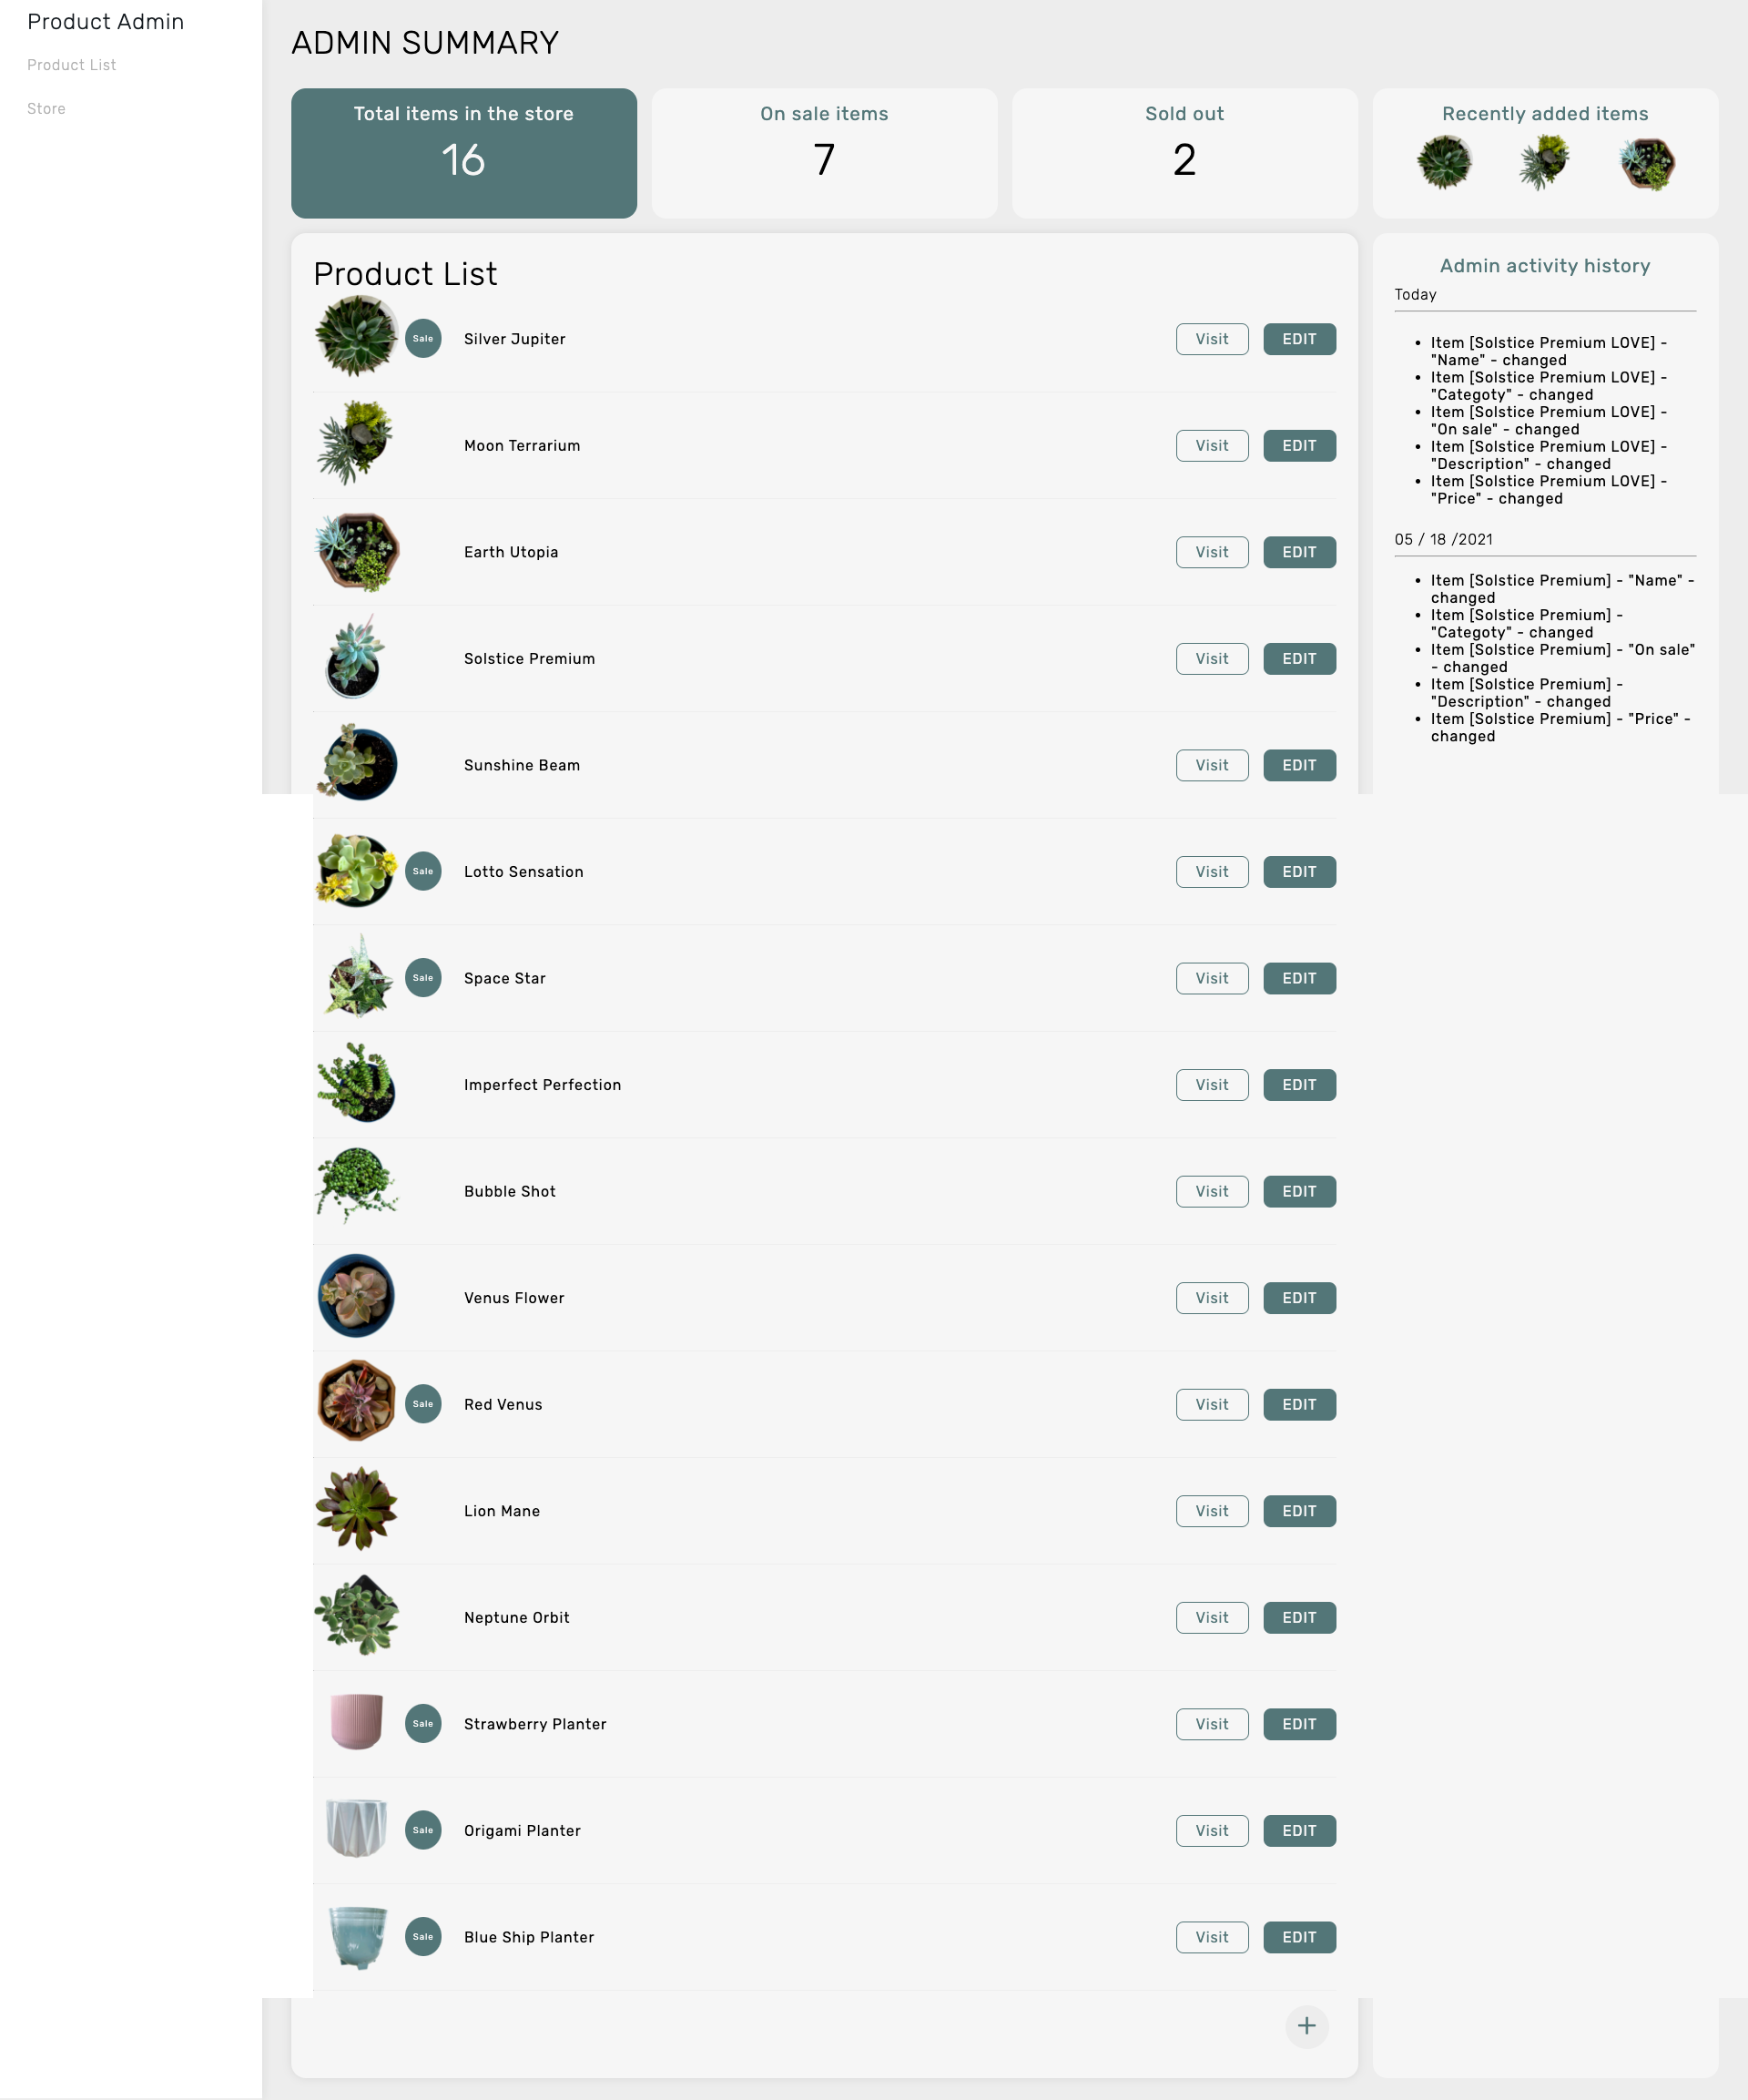 Product Admin
Product List
Store
ADMIN SUMMARY
Total items in the store
16
On sale items
7
Sold out
2
Recently added items
Product List
Sale
Silver Jupiter
Visit
EDIT
Moon Terrarium
Visit
EDIT
Earth Utopia
Visit
EDIT
Solstice Premium
Visit
EDIT
Sunshine Beam
Visit
EDIT
Sale
Lotto Sensation
Visit
EDIT
Sale
Space Star
Visit
EDIT
Imperfect Perfection
Visit
EDIT
Bubble Shot
Visit
EDIT
Venus Flower
Visit
EDIT
Sale
Red Venus
Visit
EDIT
Lion Mane
Visit
EDIT
Neptune Orbit
Visit
EDIT
Sale
Strawberry Planter
Visit
EDIT
Sale
Origami Planter
Visit
EDIT
Sale
Blue Ship Planter
Visit
EDIT
+
Admin activity history
Today
• Item [Solstice Premium LOVE] -
"Name" - changed
• Item [Solstice Premium LOVE] -
"Categoty" - changed
• Item [Solstice Premium LOVE] -
"On sale" - changed
• Item [Solstice Premium LOVE] -
"Description" - changed
• Item [Solstice Premium LOVE] -
"Price" - changed
05 / 18 /2021
• Item [Solstice Premium] - "Name" -
changed
• Item [Solstice Premium] -
"Categoty" - changed
• Item [Solstice Premium] - "On sale"
- changed
• Item [Solstice Premium] -
"Description" - changed
• Item [Solstice Premium] - "Price" -
changed